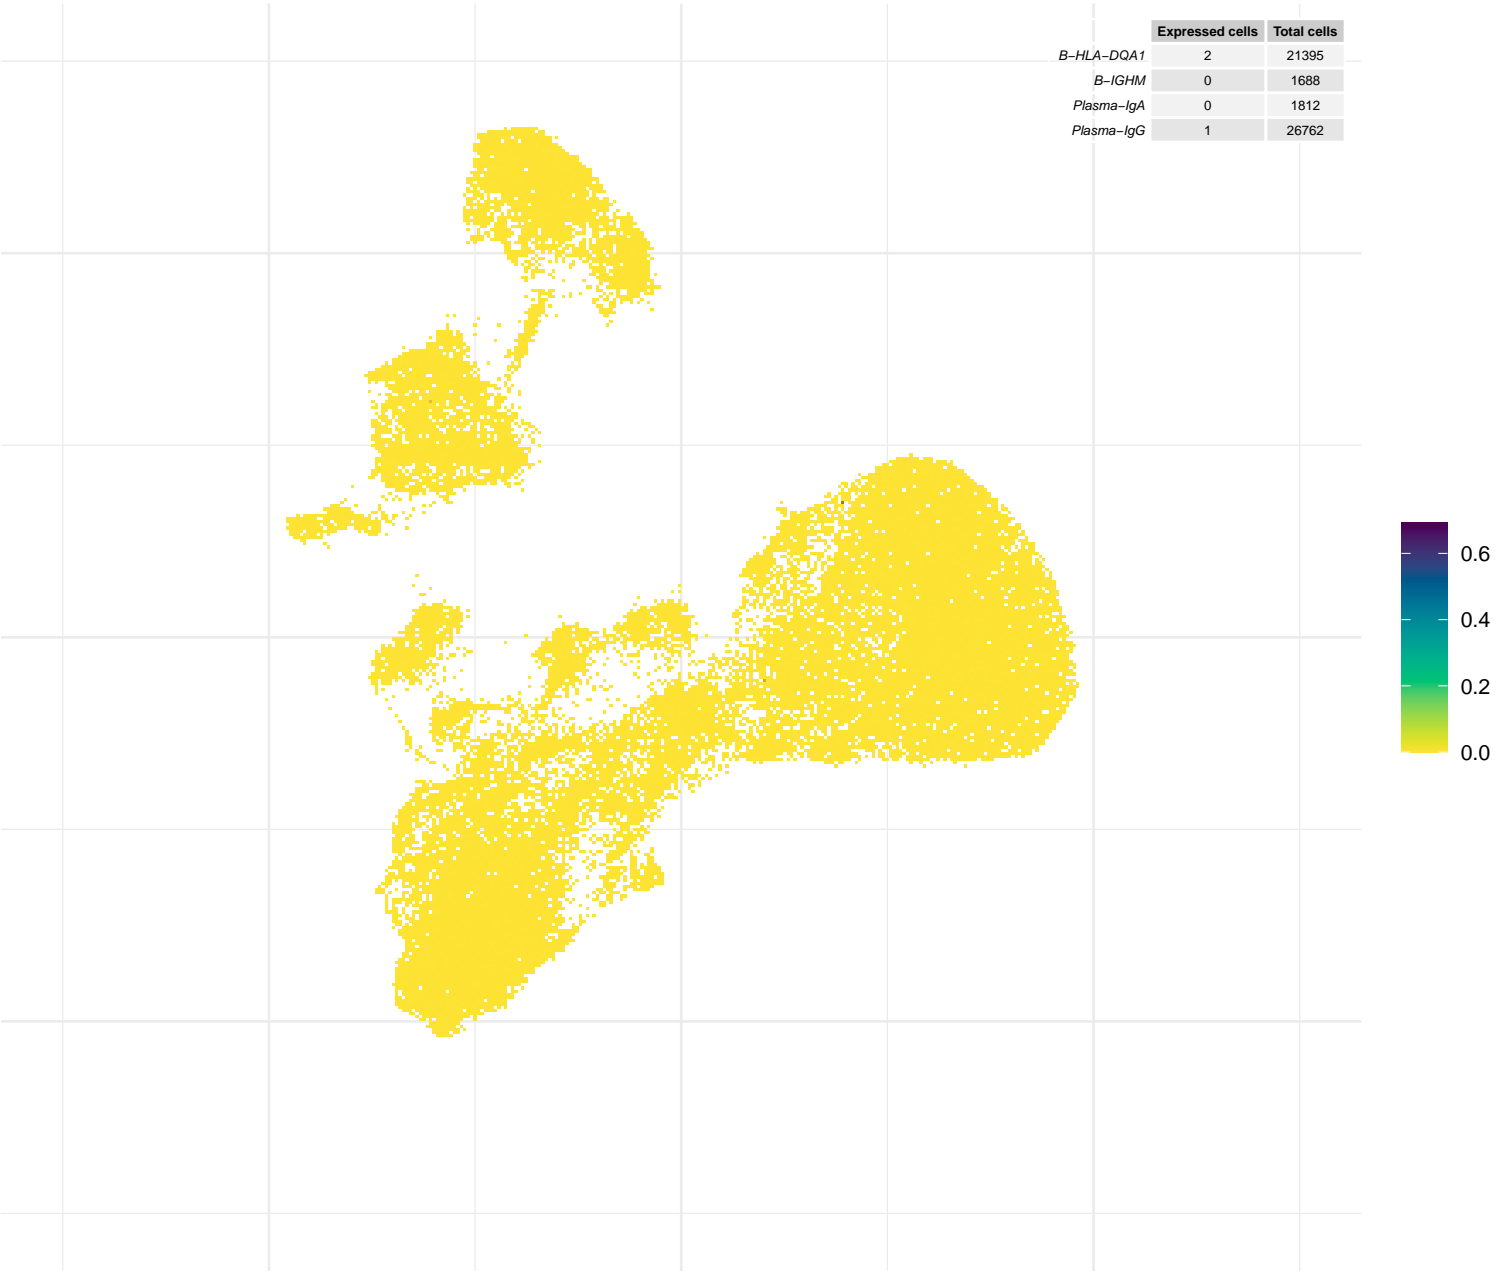 Expressed cells Total cells
B−HLA−DQA1 2 21395
B−IGHM 0 1688
Plasma−IgA 0 1812
Plasma−IgG 1 26762
0.6
0.4
0.2
0.0